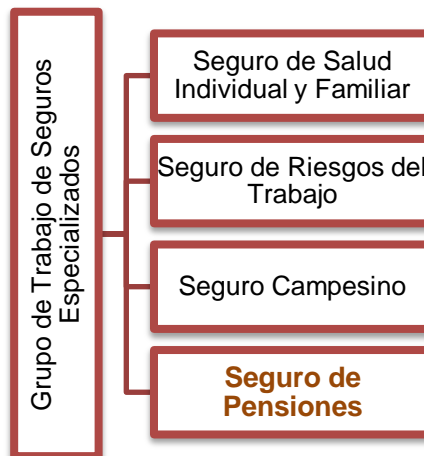 Grupo de Trabajo de Seguros
Especializados
Seguro de Salud
Individual y Familiar
Seguro de Riesgos del
Trabajo
Seguro Campesino
Seguro de
Pensiones